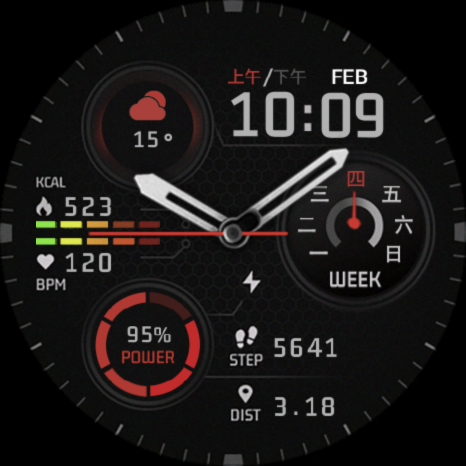 上午/下午 FEB
10:09
15°
KCAL
523
120
BPM
四
三 五
二 六
一 日
WEEK
95%
POWER
STEP 5641
DIST 3.18